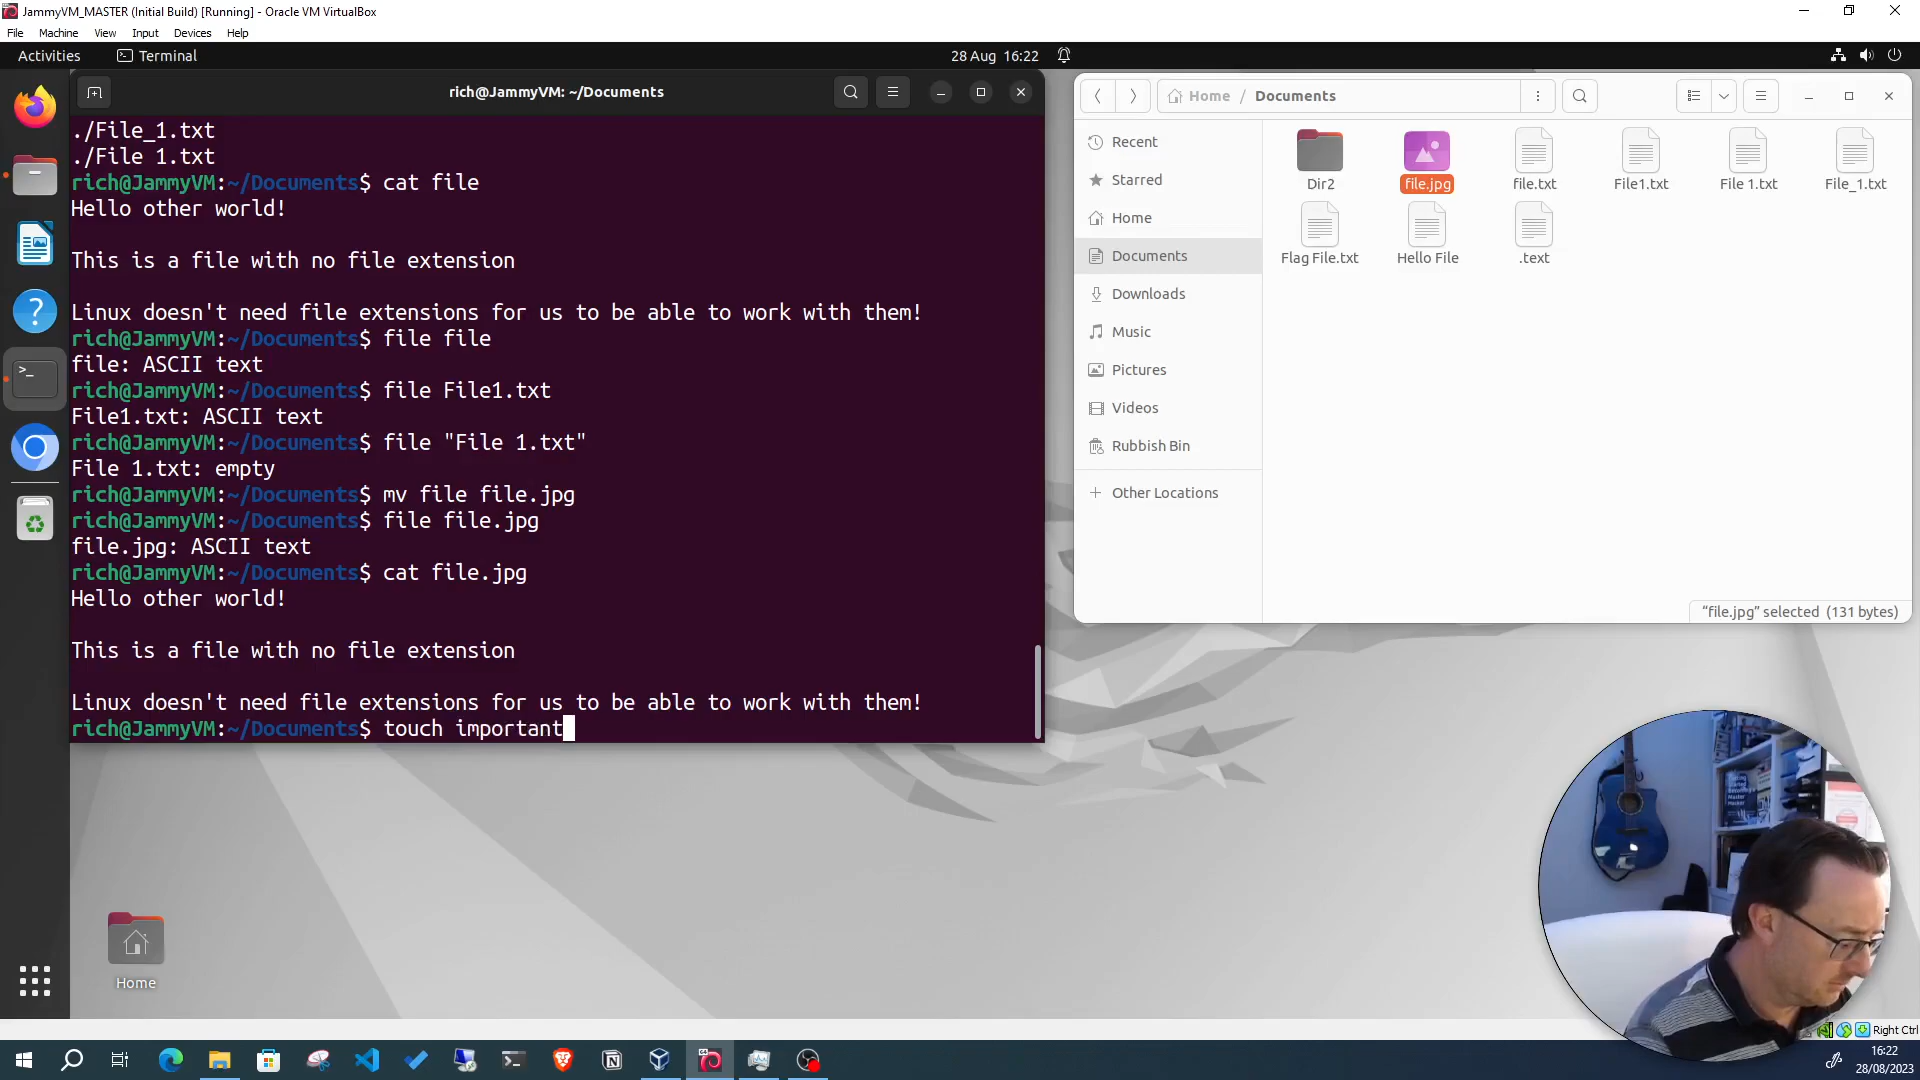 JammyVM_MASTER (Initial Build) [Running] - Oracle VM VirtualBox
File Machine View Input Devices Help
Activities Terminal 28 Aug 16:22
rich@JammyVM: ~/Documents
./File_1.txt
./File 1.txt
rich@JammyVM:~/Documents$ cat file
Hello other world!
This is a file with no file extension
Linux doesn't need file extensions for us to be able to work with them!
rich@JammyVM:~/Documents$ file file
file: ASCII text
rich@JammyVM:~/Documents$ file File1.txt
File1.txt: ASCII text
rich@JammyVM:~/Documents$ file "File 1.txt"
File 1.txt: empty
rich@JammyVM:~/Documents$ mv file file.jpg
rich@JammyVM:~/Documents$ file file.jpg
file.jpg: ASCII text
rich@JammyVM:~/Documents$ cat file.jpg
Hello other world!
This is a file with no file extension
Linux doesn't need file extensions for us to be able to work with them!
rich@JammyVM:~/Documents$ touch important
Home / Documents
Recent
Starred
Home
Documents
Downloads
Music
Pictures
Videos
Rubbish Bin
Other Locations
Dir2 file.jpg file.txt File1.txt File 1.txt File_1.txt
Flag File.txt Hello File .text
"file.jpg" selected (131 bytes)
Home
Right Ctrl
16:22
28/08/2023